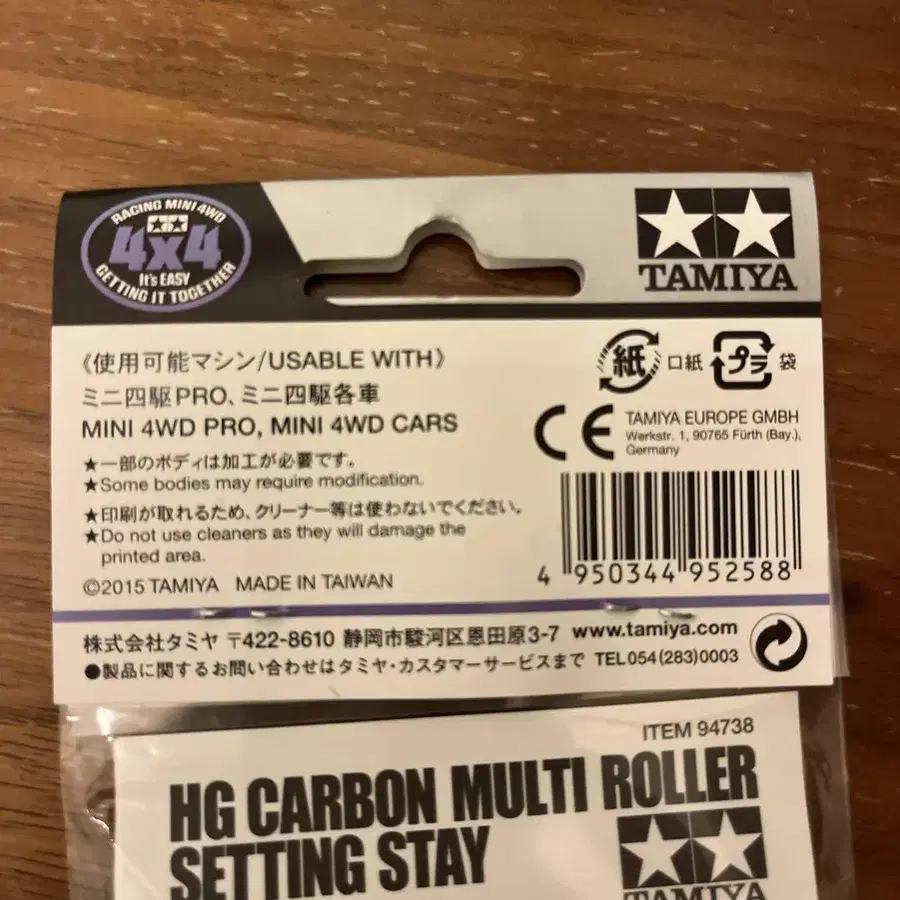 RACING MINI 4WD
4x4
It's EASY
GETTING IT TOGETHER
TAMIYA
《使用可能マシン/USABLE WITH》
ミニ四駆PRO、ミニ四駆各車
MINI 4WD PRO, MINI 4WD CARS
★一部のボディは加工が必要です。
★Some bodies may require modification.
★印刷が取れるため、クリーナー等は使わないでください。
★Do not use cleaners as they will damage the
printed area.
©2015 TAMIYA MADE IN TAIWAN
紙 口紙 プラ 袋
CE TAMIYA EUROPE GMBH
Werkstr. 1, 90765 Fürth (Bay.),
Germany
4 950344 952588
株式会社タミヤ 〒422-8610 静岡市駿河区恩田原3-7 www.tamiya.com
●製品に関するお問い合わせはタミヤ・カスタマーサービスまで TEL054(283)0003
ITEM 94738
HG CARBON MULTI ROLLER
SETTING STAY
TAMIYA